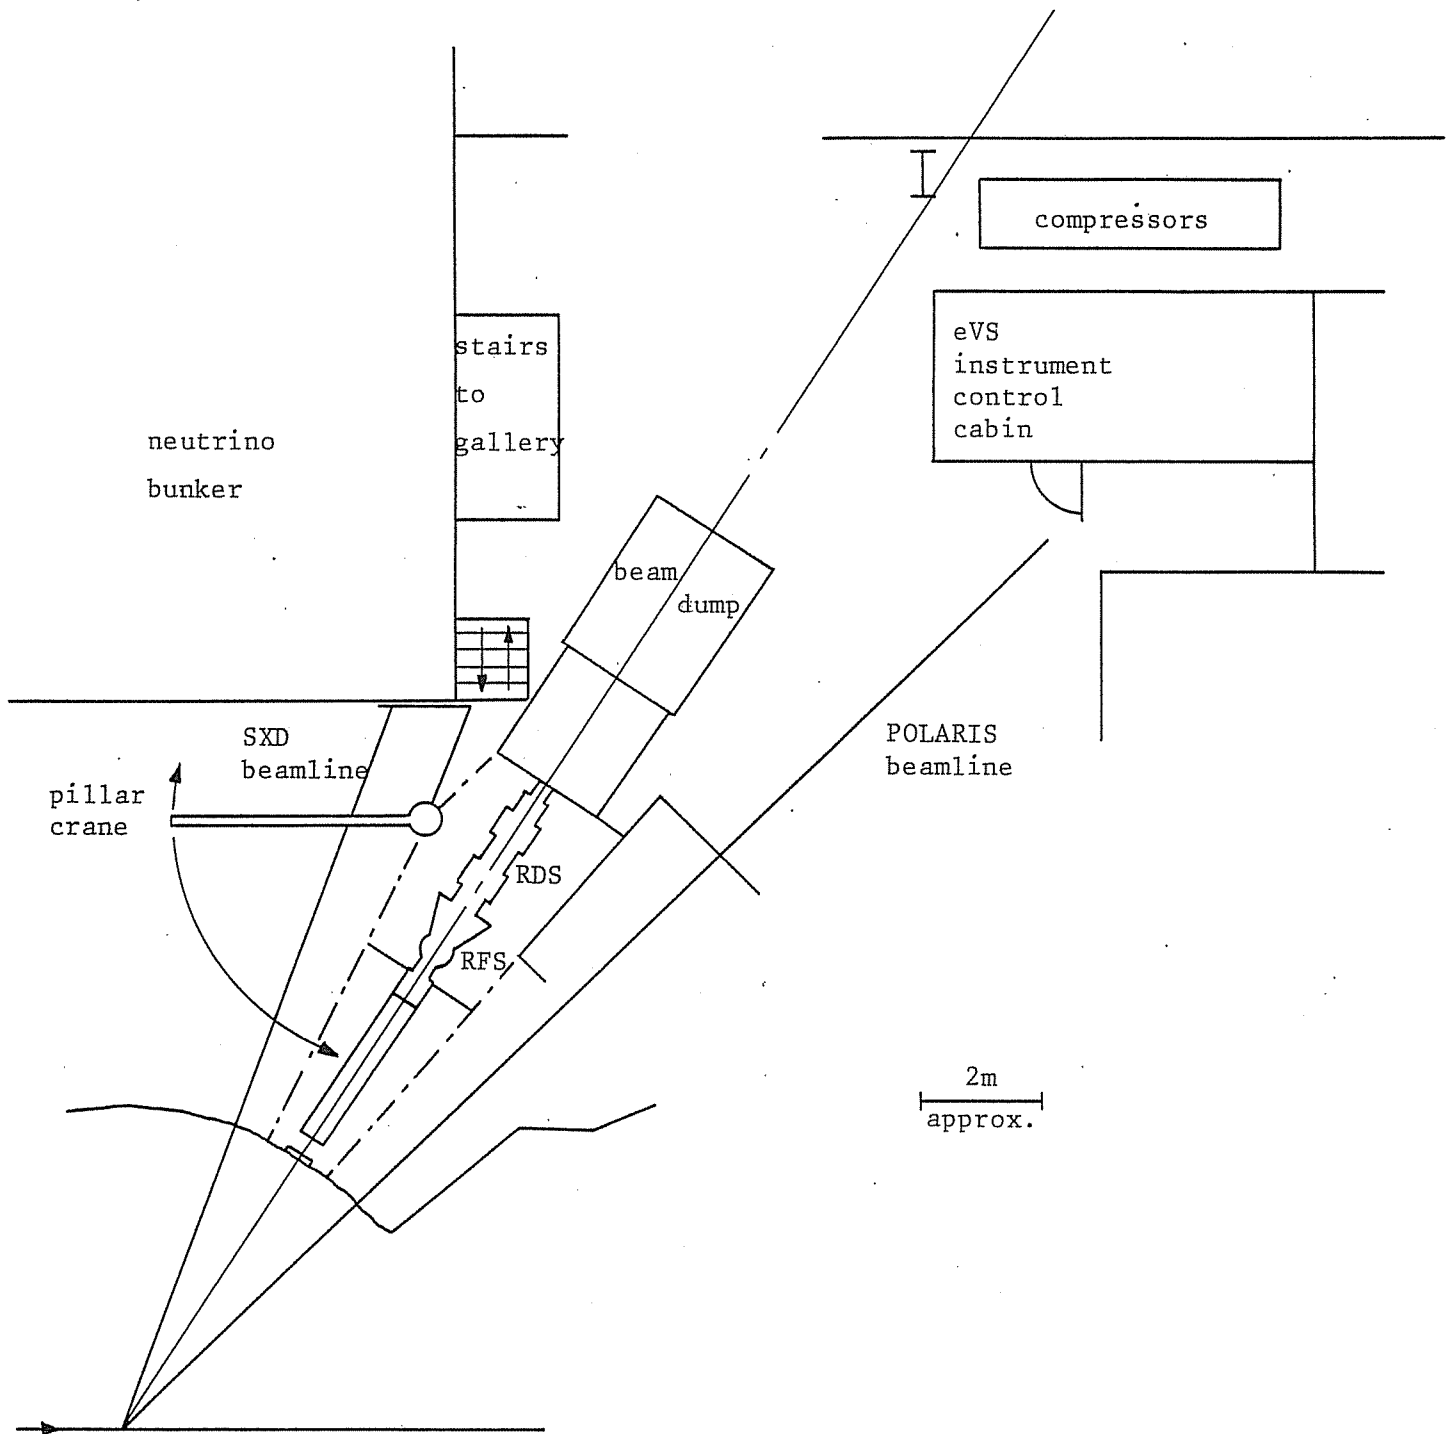 compressors
eVS
instrument
control
cabin
stairs
to
gallery
neutrino
bunker
beam
dump
SXD
beamline
POLARIS
beamline
pillar
crane
RDS
RFS
2m
approx.